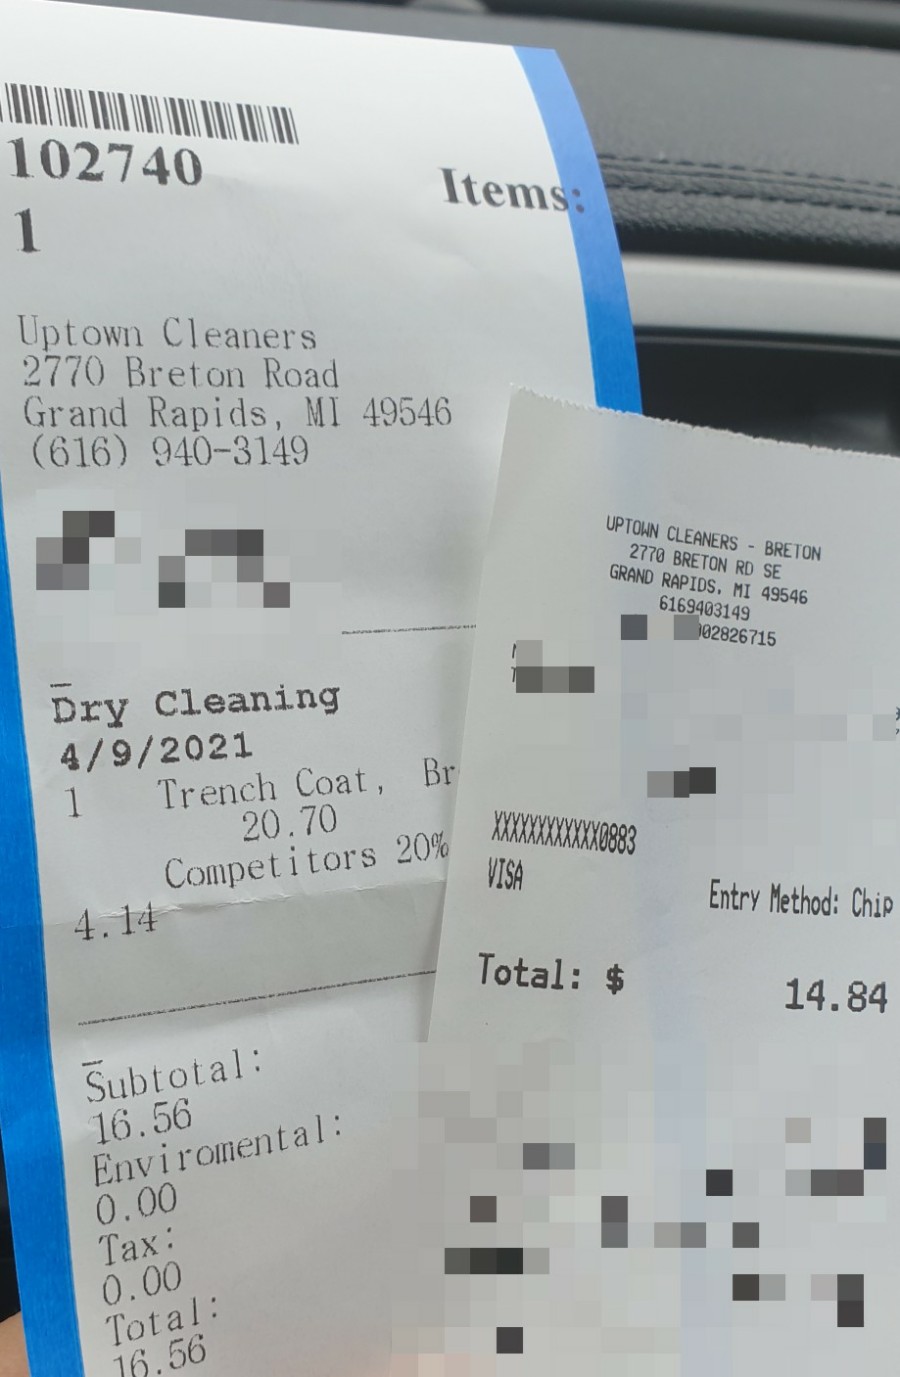 102740
Items:
1
Uptown Cleaners
2770 Breton Road
Grand Rapids, MI 49546
(616) 940-3149
Dry Cleaning
4/9/2021
1 Trench Coat, Br
20.70
Competitors 20%
4.14
Subtotal:
16.56
Enviromental:
0.00
Tax:
0.00
Total:
16.56
UPTOWN CLEANERS - BRETON
2770 BRETON RD SE
GRAND RAPIDS, MI 49546
6169403149
02826715
XXXXXXXXXXXX0883
VISA
Entry Method: Chip
Total: $ 14.84